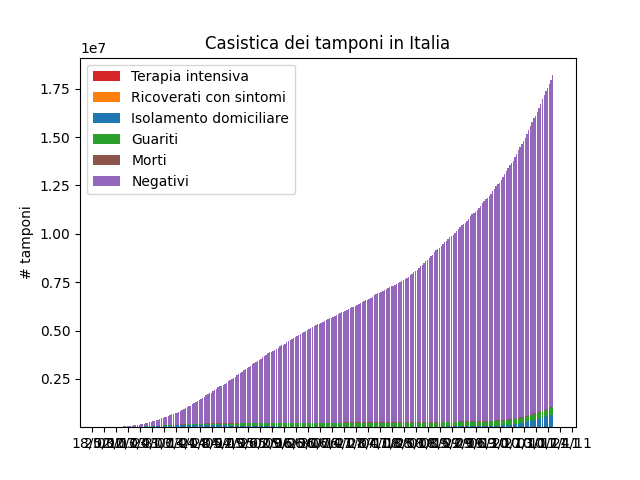 Casistica dei tamponi in Italia
1e7
Terapia intensiva
Ricoverati con sintomi
Isolamento domiciliare
Guariti
Morti
Negativi
1.75
1.50
1.25
1.00
0.75
0.50
0.25
# tamponi